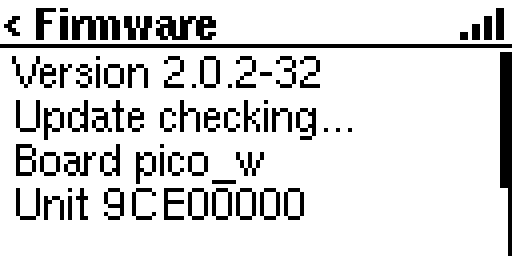 < Firmware
Version 2.0.2-32
Update checking...
Board pico_w
Unit 9CE00000